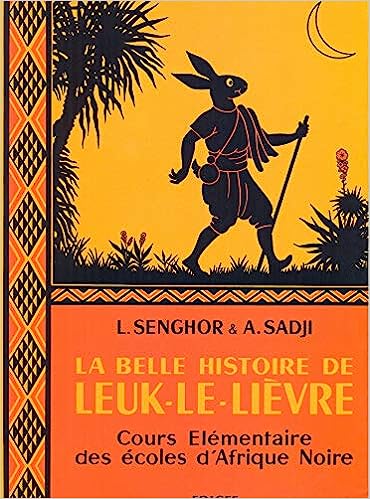 L. SENGHOR & A. SADJI
LA BELLE HISTOIRE DE
LEUK-LE-LIÈVRE
Cours Elémentaire
des écoles d'Afrique Noire